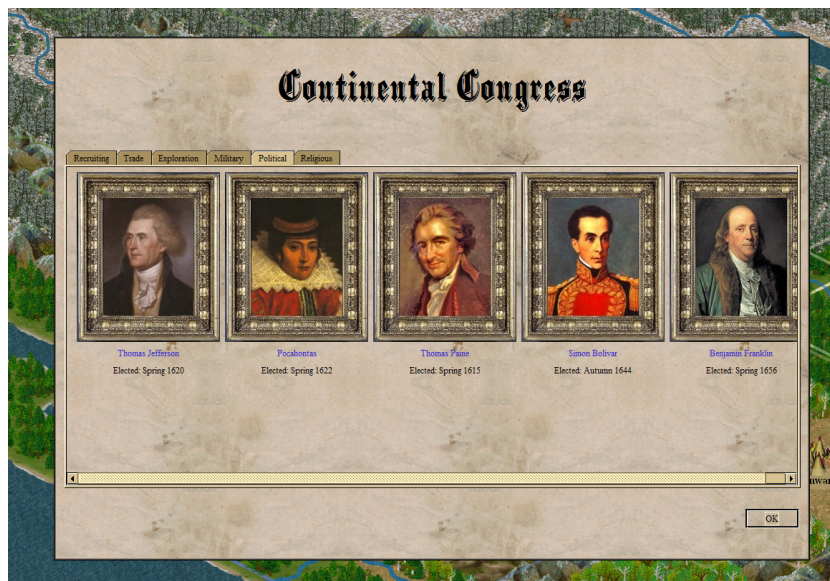 Continental Congress
Recruiting Trade Exploration Military Political Religious
Thomas Jefferson Pocahontas Thomas Paine Simon Bolivar Benjamin Franklin
Elected: Spring 1620 Elected: Spring 1622 Elected: Spring 1615 Elected: Autumn 1644 Elected: Spring 1656
OK